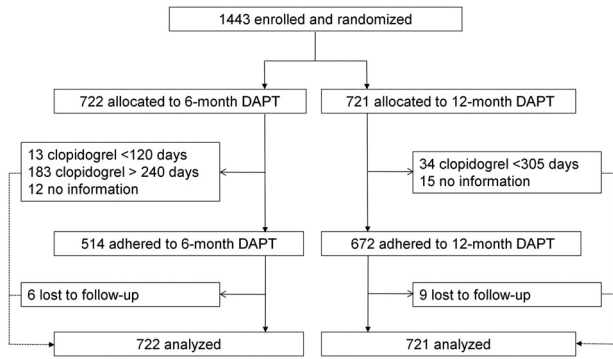 1443 enrolled and randomized
722 allocated to 6-month DAPT
721 allocated to 12-month DAPT
13 clopidogrel <120 days
183 clopidogrel > 240 days
12 no information
34 clopidogrel <305 days
15 no information
514 adhered to 6-month DAPT
672 adhered to 12-month DAPT
6 lost to follow-up
9 lost to follow-up
722 analyzed
721 analyzed